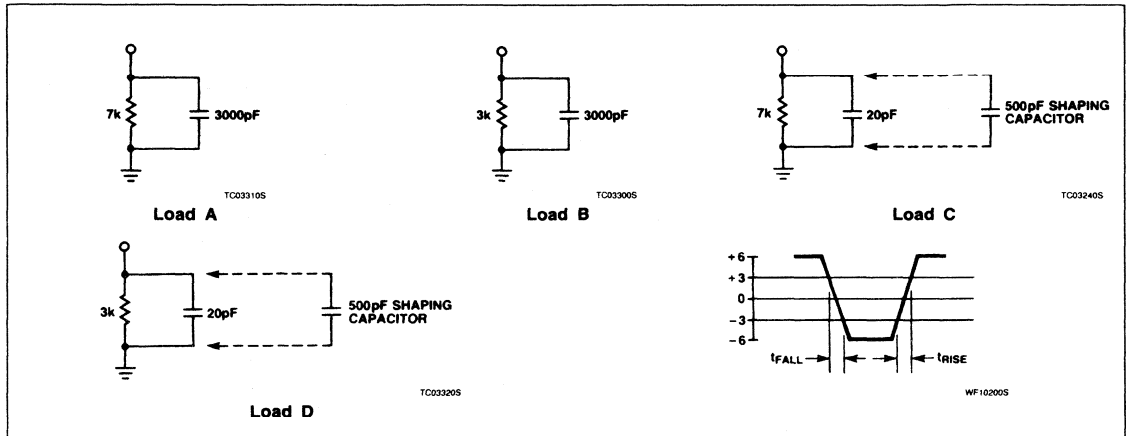 7k
3000pF
TC03310S
Load A
3k
3000pF
TC03300S
Load B
7k
20pF
500pF SHAPING
CAPACITOR
TC03240S
Load C
3k
20pF
500pF SHAPING
CAPACITOR
TC03320S
Load D
+6
+3
0
−3
−6
tFALL
tRISE
WF10200S